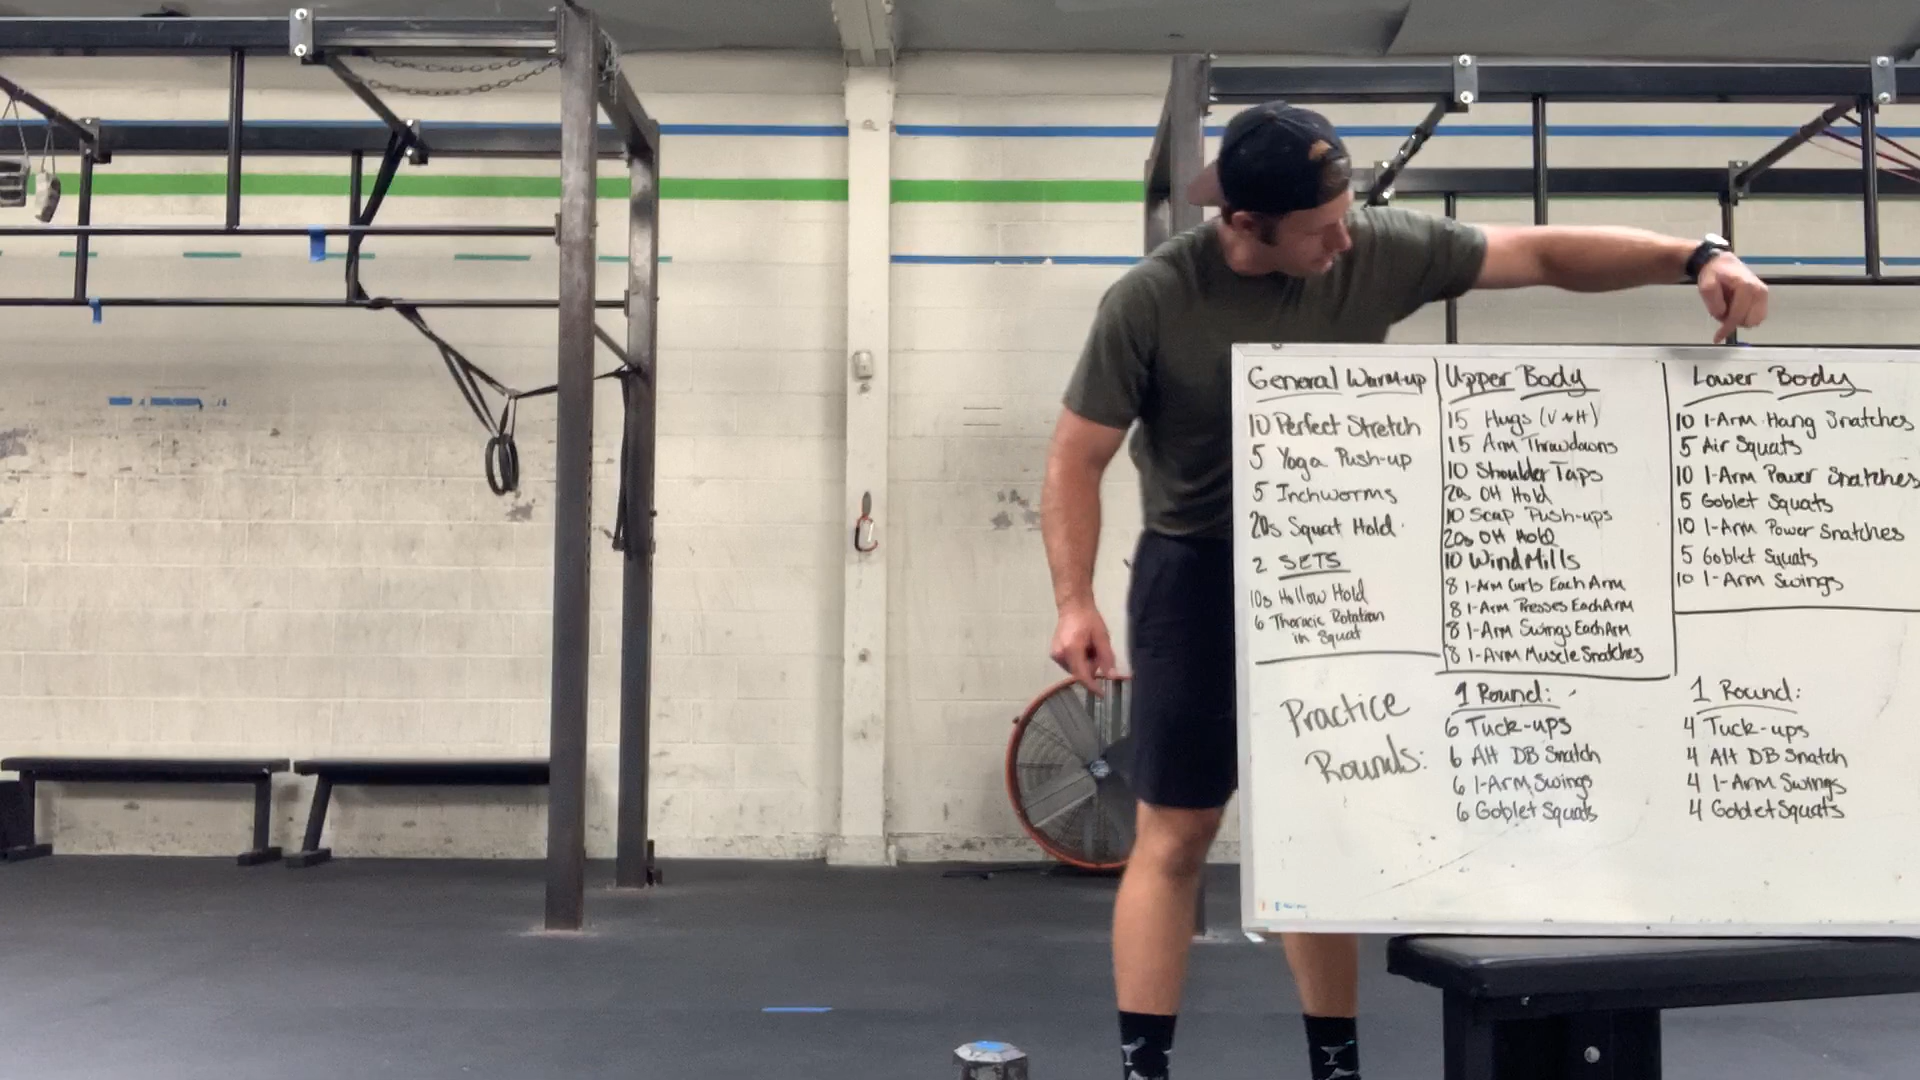 General Warm-up
10 Perfect Stretch
5 Yoga Push-up
5 Inchworms
20s Squat Hold
2 SETS
10s Hollow Hold
6 Thoracic Rotation
in Squat
Upper Body
15 Hugs (V+H)
15 Arm Throwdowns
10 Shoulder Taps
20s OH Hold
10 Scap Push-ups
20s OH Hold
10 WindMills
8 1-Arm Curls Each Arm
8 1-Arm Presses Each Arm
8 1-Arm Swings Each Arm
8 1-Arm Muscle Snatches
Lower Body
10 1-Arm Hang Snatches
5 Air Squats
10 1-Arm Power Snatches
5 Goblet Squats
10 1-Arm Power Snatches
5 Goblet Squats
10 1-Arm Swings
Practice
Rounds:
1 Round:
6 Tuck-ups
6 Alt DB Snatch
6 1-Arm Swings
6 Goblet Squats
1 Round:
4 Tuck-ups
4 Alt DB Snatch
4 1-Arm Swings
4 Goblet Squats